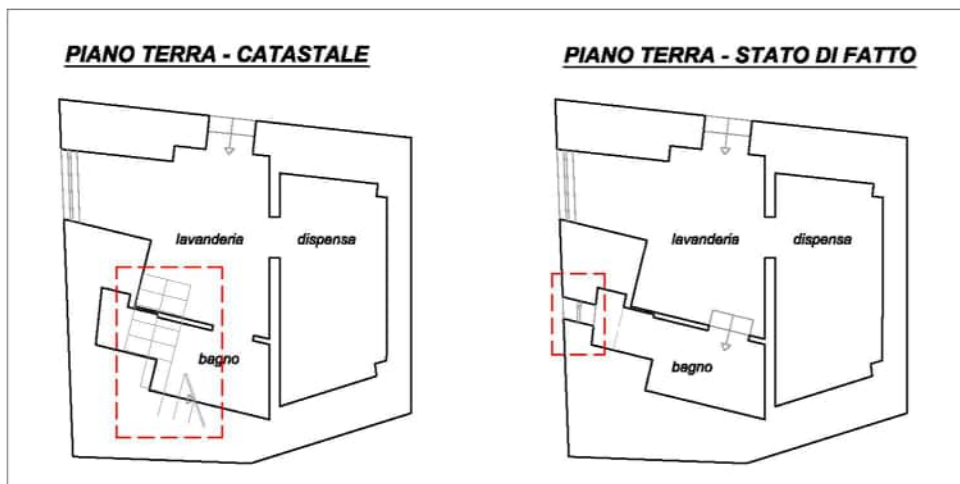 PIANO TERRA - CATASTALE
lavanderia
dispensa
bagno
PIANO TERRA - STATO DI FATTO
lavanderia
dispensa
bagno